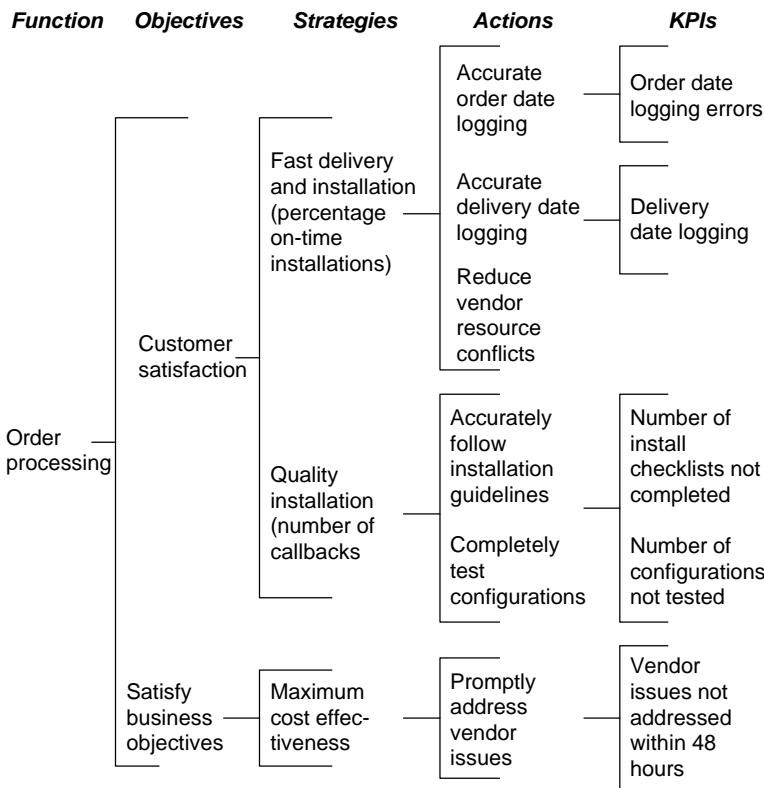 Function Objectives Strategies Actions KPIs
Accurate
order date
logging
Order date
logging errors
Fast delivery
and installation
(percentage
on-time
installations)
Accurate
delivery date
logging
Delivery
date logging
Reduce
vendor
resource
conflicts
Customer
satisfaction
Order
processing
Quality
installation
(number of
callbacks
Accurately
follow
installation
guidelines
Number of
install
checklists not
completed
Completely
test
configurations
Number of
configurations
not tested
Satisfy
business
objectives
Maximum
cost effec-
tiveness
Promptly
address
vendor
issues
Vendor
issues not
addressed
within 48
hours